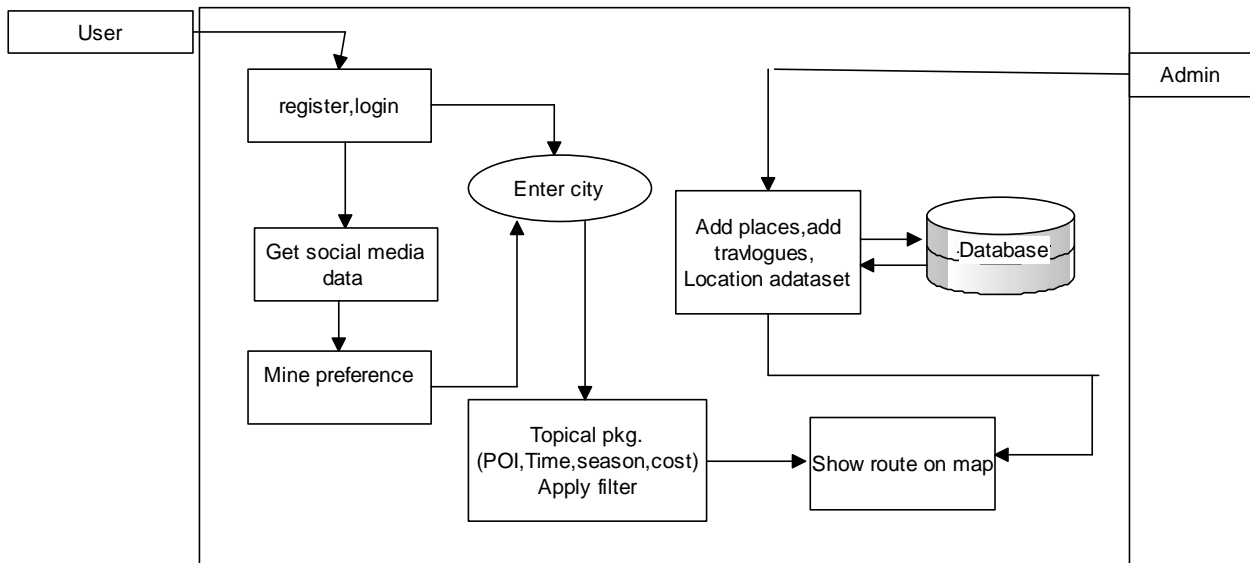 User
Admin
register,login
Enter city
Add places,add
travlogues,
Location adataset
Database
Get social media
data
Mine preference
Topical pkg.
(POI,Time,season,cost)
Apply filter
Show route on map